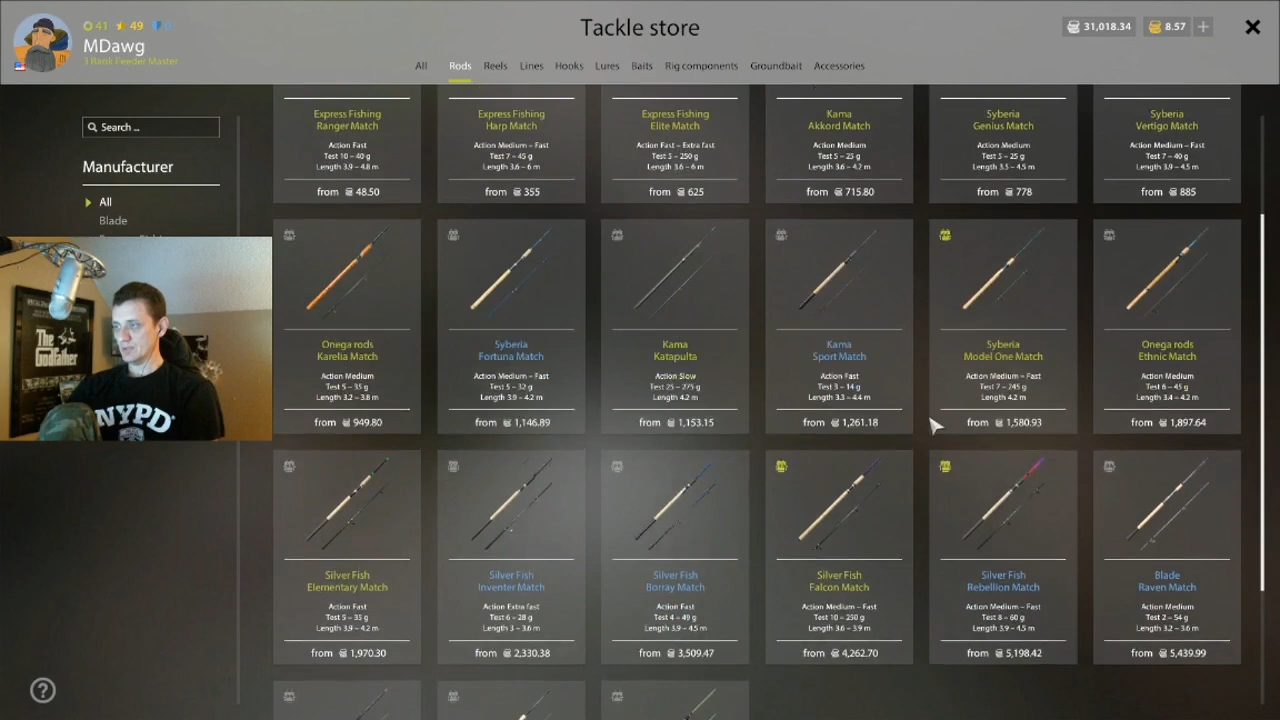 41 49
MDawg
3 Rank Feeder Master
Tackle store
31,018.34
8.57 +
All Rods Reels Lines Hooks Lures Baits Rig components Groundbait Accessories
Search ...
Manufacturer
All
Blade
Express Fishing
Ranger Match
Action Fast
Test 10 – 40 g
Length 3.9 – 4.8 m
from 48.50
Express Fishing
Harp Match
Action Medium – Fast
Test 7 – 45 g
Length 3.6 – 6 m
from 355
Express Fishing
Elite Match
Action Fast – Extra fast
Test 5 – 250 g
Length 3.6 – 6 m
from 625
Kama
Akkord Match
Action Medium
Test 5 – 25 g
Length 3.6 – 4.2 m
from 715.80
Syberia
Genius Match
Action Medium
Test 5 – 25 g
Length 3.5 – 4.5 m
from 778
Syberia
Vertigo Match
Action Medium – Fast
Test 7 – 40 g
Length 3.9 – 4.5 m
from 885
Onega rods
Karelia Match
Action Medium
Test 5 – 35 g
Length 3.2 – 3.8 m
from 949.80
Syberia
Fortuna Match
Action Medium – Fast
Test 5 – 32 g
Length 3.9 – 4.2 m
from 1,146.89
Kama
Katapulta
Action Slow
Test 25 – 275 g
Length 4.2 m
from 1,153.15
Kama
Sport Match
Action Fast
Test 3 – 14 g
Length 3.3 – 4.4 m
from 1,261.18
Syberia
Model One Match
Action Medium – Fast
Test 7 – 245 g
Length 4.2 m
from 1,580.93
Onega rods
Ethnic Match
Action Medium
Test 6 – 45 g
Length 3.4 – 4.2 m
from 1,897.64
Silver Fish
Elementary Match
Action Fast
Test 5 – 35 g
Length 3.9 – 4.2 m
from 1,970.30
Silver Fish
Inventer Match
Action Extra fast
Test 6 – 28 g
Length 3 – 3.6 m
from 2,330.38
Silver Fish
Borray Match
Action Fast
Test 4 – 49 g
Length 3.9 – 4.5 m
from 3,509.47
Silver Fish
Falcon Match
Action Medium – Fast
Test 10 – 250 g
Length 3.6 – 3.9 m
from 4,262.70
Silver Fish
Rebellion Match
Action Medium – Fast
Test 8 – 60 g
Length 3.9 – 4.5 m
from 5,198.42
Blade
Raven Match
Action Medium
Test 2 – 54 g
Length 3.2 – 3.6 m
from 5,439.99
The
Godfather
NYPD
?